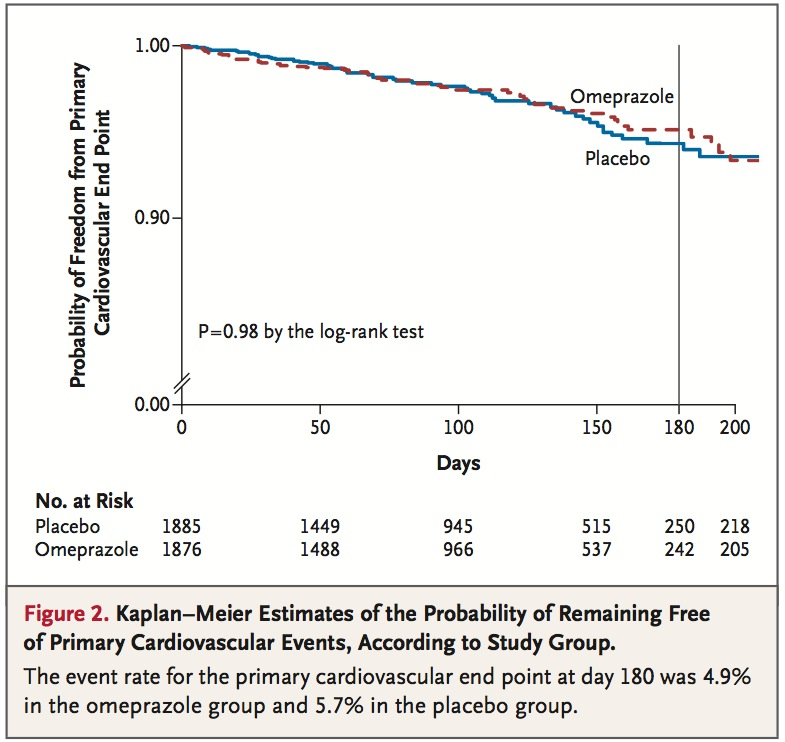 Probability of Freedom from Primary
Cardiovascular End Point
1.00
0.90
0.00
Omeprazole
Placebo
P=0.98 by the log-rank test
0 50 100 150 180 200
Days
No. at Risk
Placebo 1885 1449 945 515 250 218
Omeprazole 1876 1488 966 537 242 205
Figure 2. Kaplan–Meier Estimates of the Probability of Remaining Free
of Primary Cardiovascular Events, According to Study Group.
The event rate for the primary cardiovascular end point at day 180 was 4.9%
in the omeprazole group and 5.7% in the placebo group.